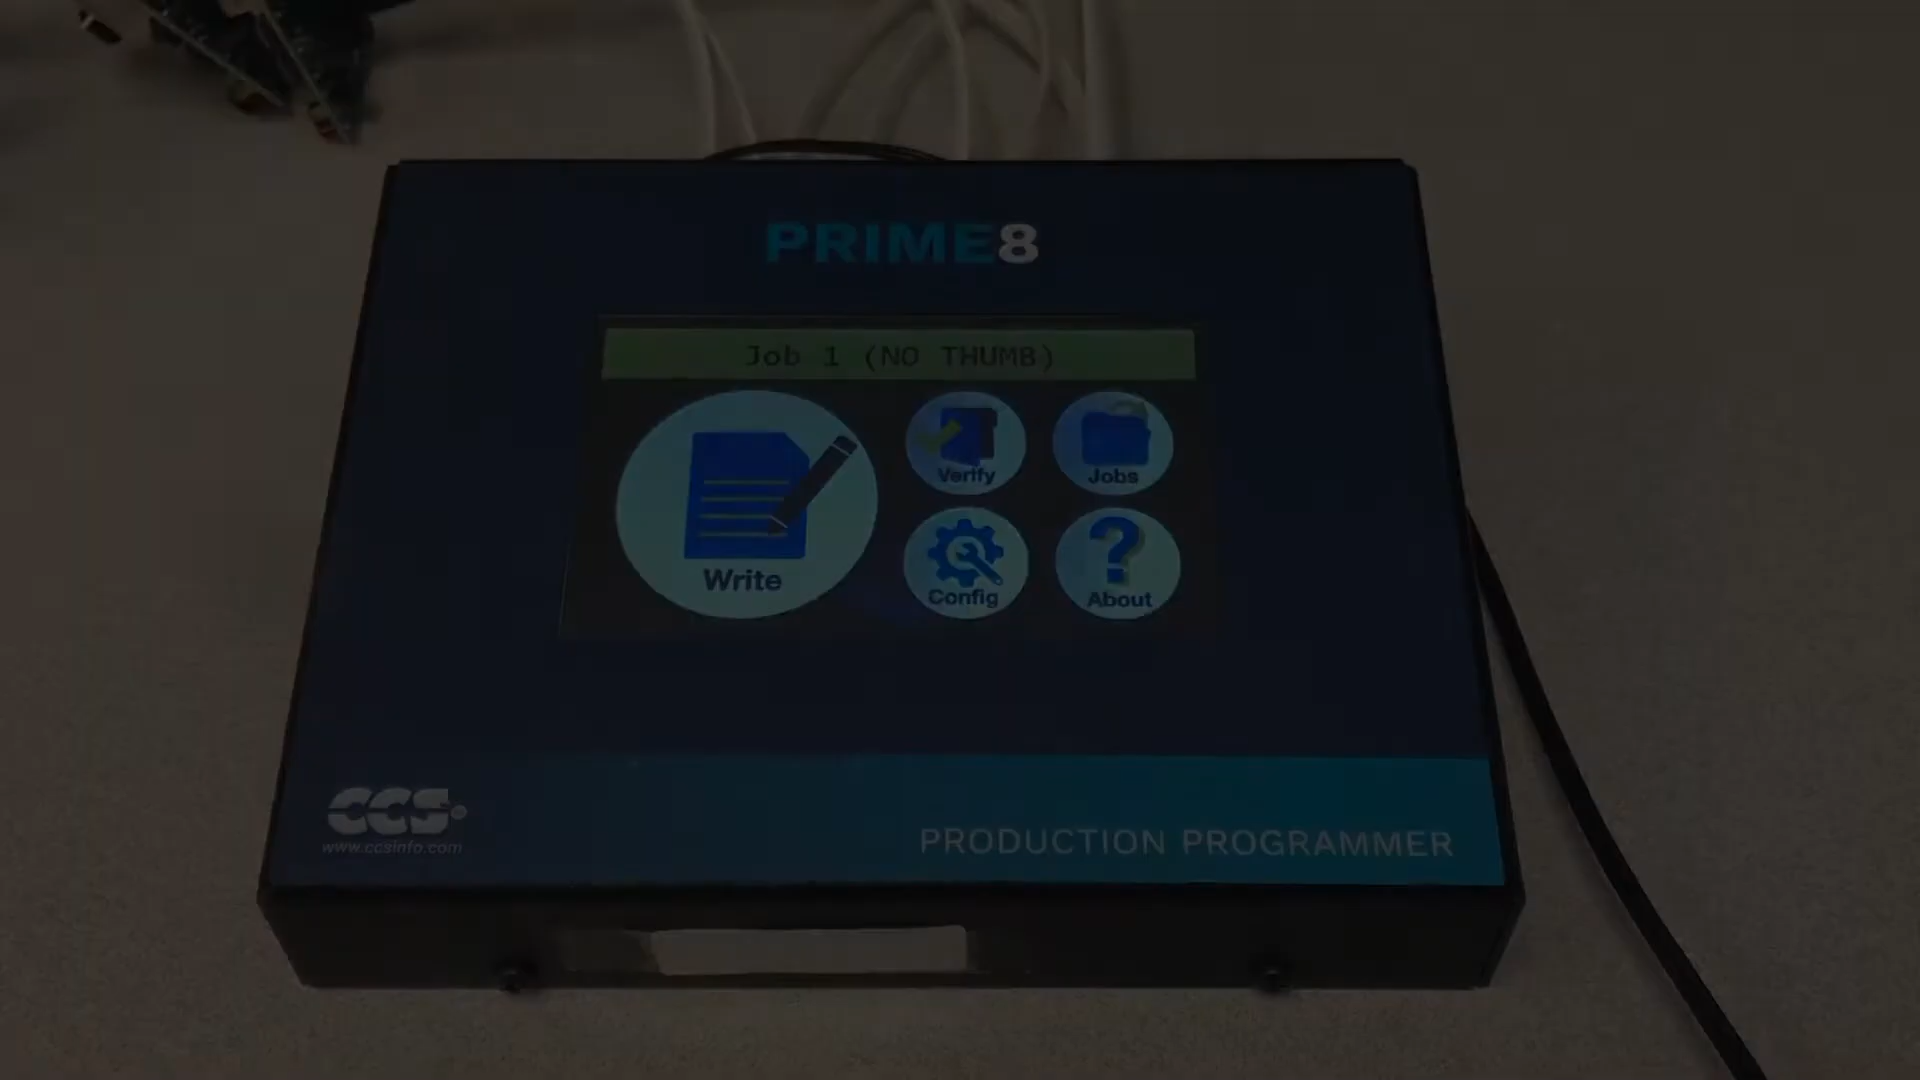 PRIME8
Job 1 (NO THUMB)
Write
Verify
Jobs
Config
About
CCS
www.ccsinfo.com
PRODUCTION PROGRAMMER